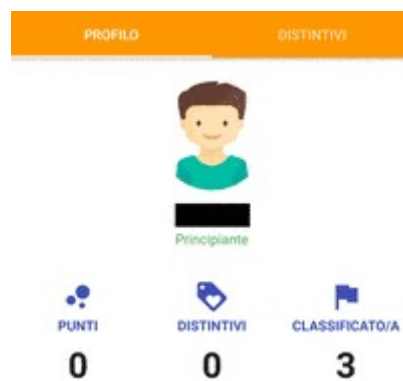 PROFILO DISTINTIVI
Principiante
PUNTI DISTINTIVI CLASSIFICATO/A
0 0 3